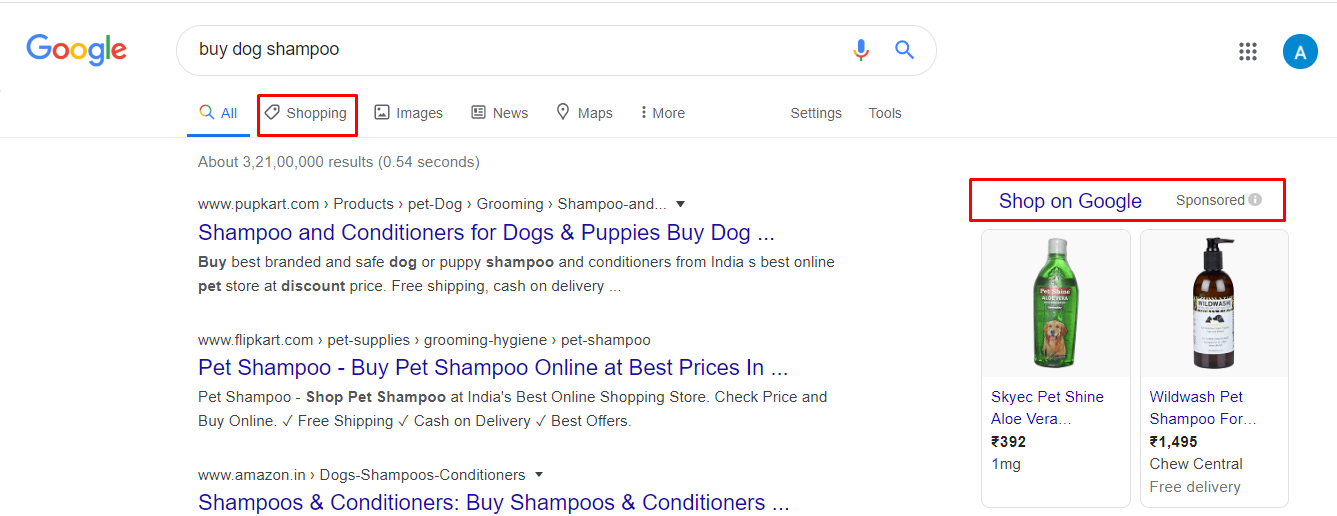 Google
buy dog shampoo
A
All Shopping Images News Maps More Settings Tools
About 3,21,00,000 results (0.54 seconds)
www.pupkart.com › Products › pet-Dog › Grooming › Shampoo-and...
Shampoo and Conditioners for Dogs & Puppies Buy Dog ...
Buy best branded and safe dog or puppy shampoo and conditioners from India s best online
pet store at discount price. Free shipping, cash on delivery ...
www.flipkart.com › pet-supplies › grooming-hygiene › pet-shampoo
Pet Shampoo - Buy Pet Shampoo Online at Best Prices In ...
Pet Shampoo - Shop Pet Shampoo at India's Best Online Shopping Store. Check Price and
Buy Online. ✓ Free Shipping ✓ Cash on Delivery ✓ Best Offers.
www.amazon.in › Dogs-Shampoos-Conditioners
Shampoos & Conditioners: Buy Shampoos & Conditioners ...
Shop on Google Sponsored
Pet Shine
ALOE VERA
WILDWASH
Skyec Pet Shine
Aloe Vera...
₹392
1mg
Wildwash Pet
Shampoo For...
₹1,495
Chew Central
Free delivery